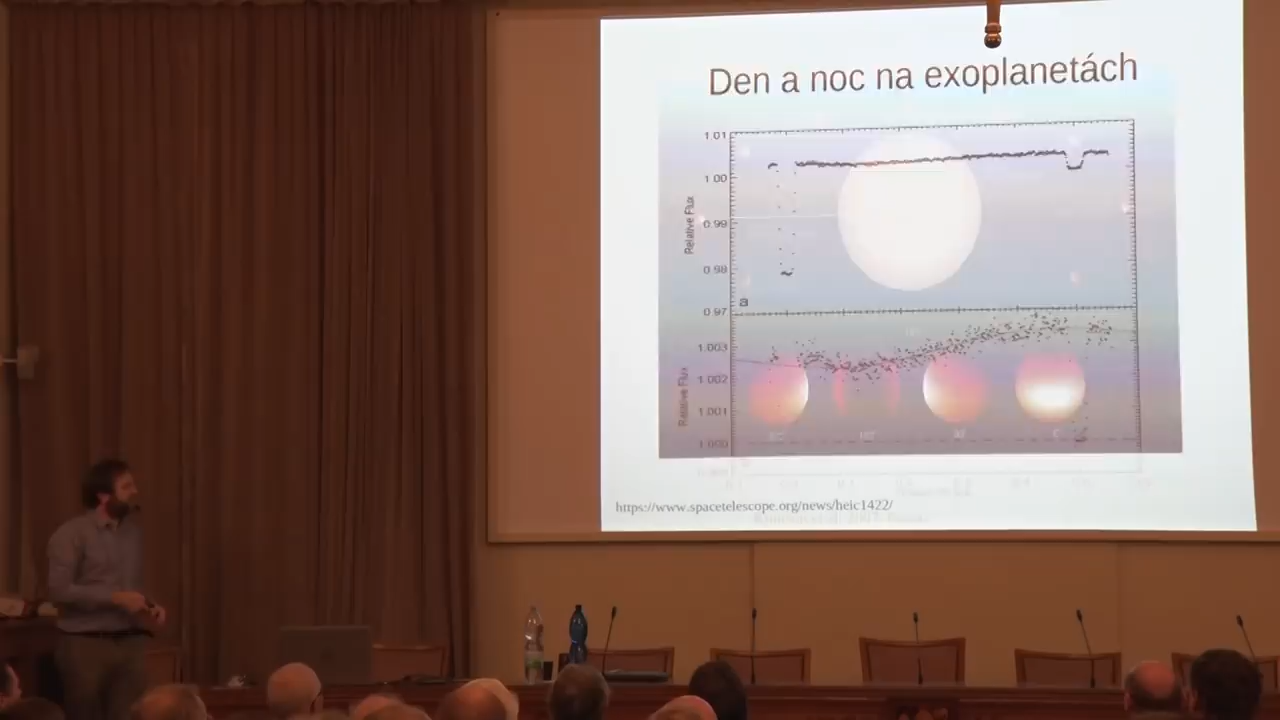 Den a noc na exoplanetách
1.01
1.00
0.99
0.98
0.97
Relative Flux
a
1.003
1.002
1.001
1.000
Relative Flux
https://www.spacetelescope.org/news/heic1422/